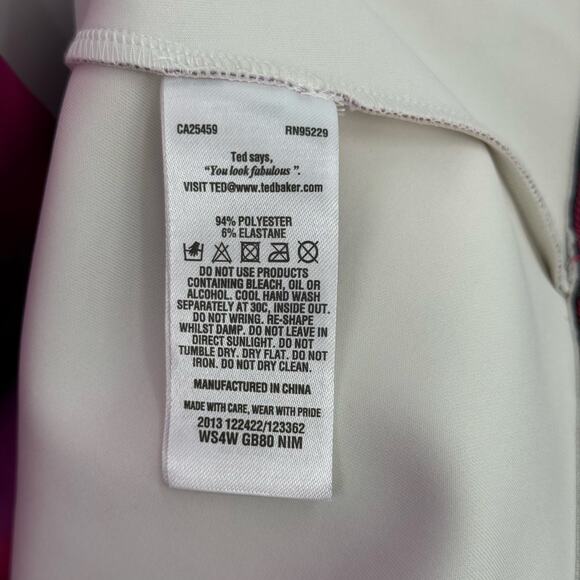 CA25459 RN95229
Ted says,
"You look fabulous ".
VISIT TED@www.tedbaker.com
94% POLYESTER
6% ELASTANE
DO NOT USE PRODUCTS
CONTAINING BLEACH, OIL OR
ALCOHOL. COOL HAND WASH
SEPARATELY AT 30C, INSIDE OUT.
DO NOT WRING. RE-SHAPE
WHILST DAMP. DO NOT LEAVE IN
DIRECT SUNLIGHT. DO NOT
TUMBLE DRY. DRY FLAT. DO NOT
IRON. DO NOT DRY CLEAN.
MANUFACTURED IN CHINA
MADE WITH CARE, WEAR WITH PRIDE
2013 122422/123362
WS4W GB80 NIM